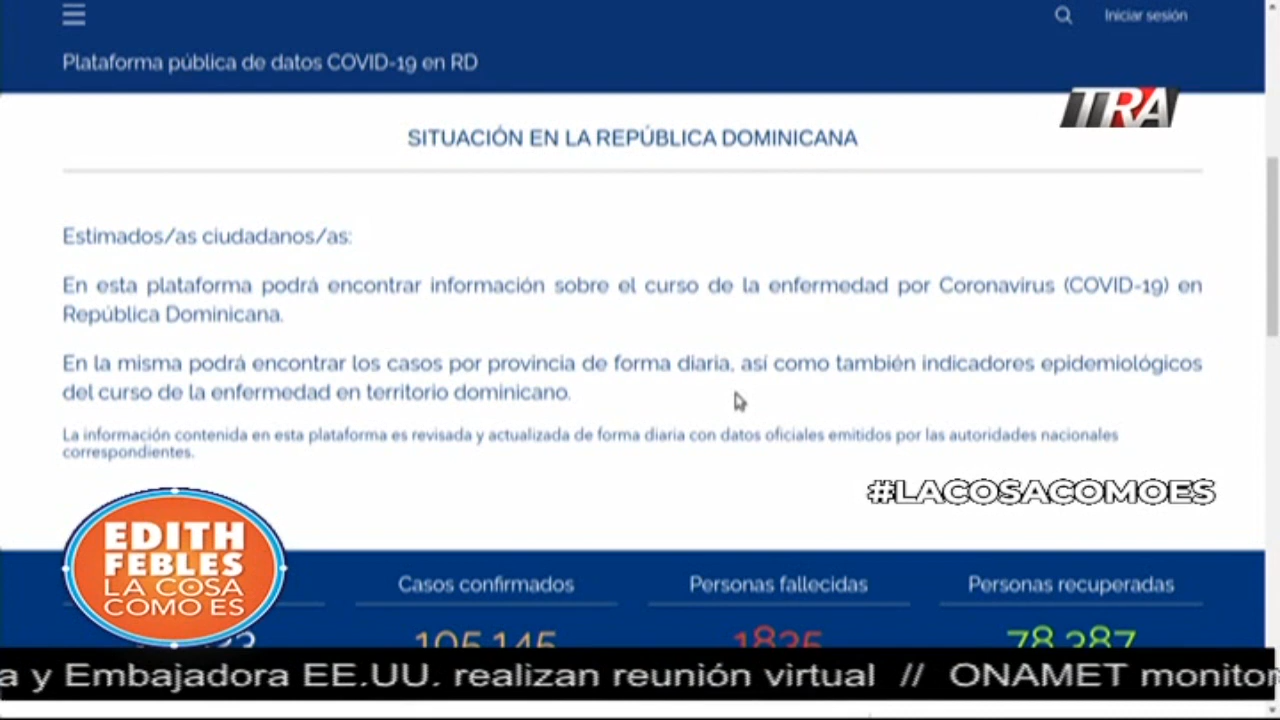 Iniciar sesión
Plataforma pública de datos COVID-19 en RD
TRA
SITUACIÓN EN LA REPÚBLICA DOMINICANA
Estimados/as ciudadanos/as:
En esta plataforma podrá encontrar información sobre el curso de la enfermedad por Coronavirus (COVID-19) en
República Dominicana.
En la misma podrá encontrar los casos por provincia de forma diaria, así como también indicadores epidemiológicos
del curso de la enfermedad en territorio dominicano.
La información contenida en esta plataforma es revisada y actualizada de forma diaria con datos oficiales emitidos por las autoridades nacionales
correspondientes.
#LACOSACOMOES
EDITH
FEBLES
LA COSA
COMO ES
Casos confirmados
Personas fallecidas
Personas recuperadas
105,145
78,387
a y Embajadora EE.UU. realizan reunión virtual // ONAMET monitor